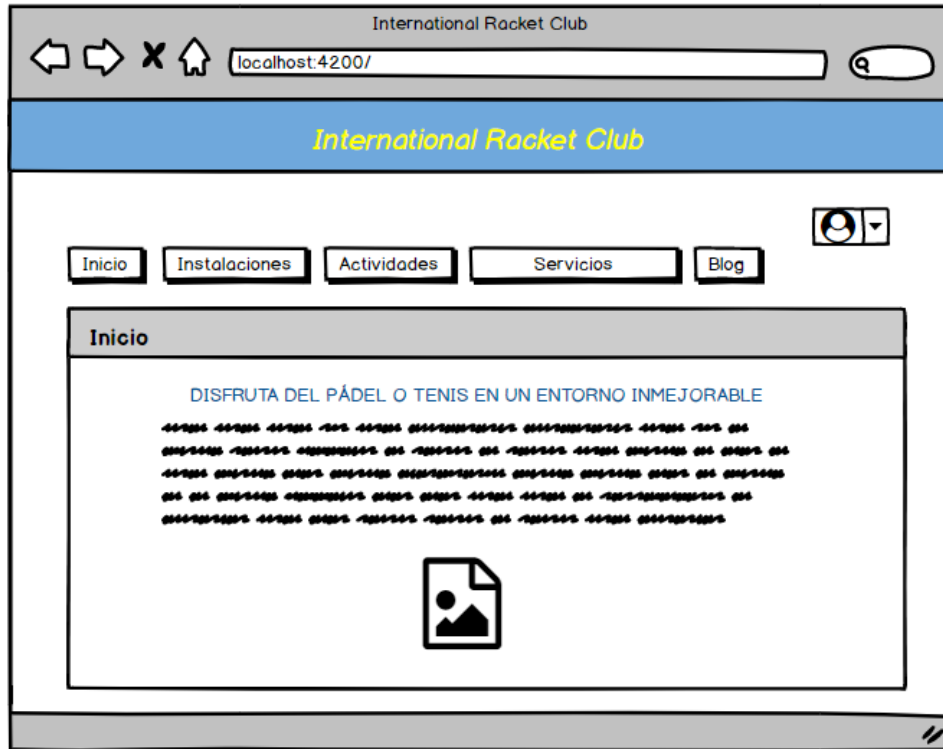 International Racket Club
localhost:4200/
International Racket Club
Inicio Instalaciones Actividades Servicios Blog
Inicio
DISFRUTA DEL PÁDEL O TENIS EN UN ENTORNO INMEJORABLE